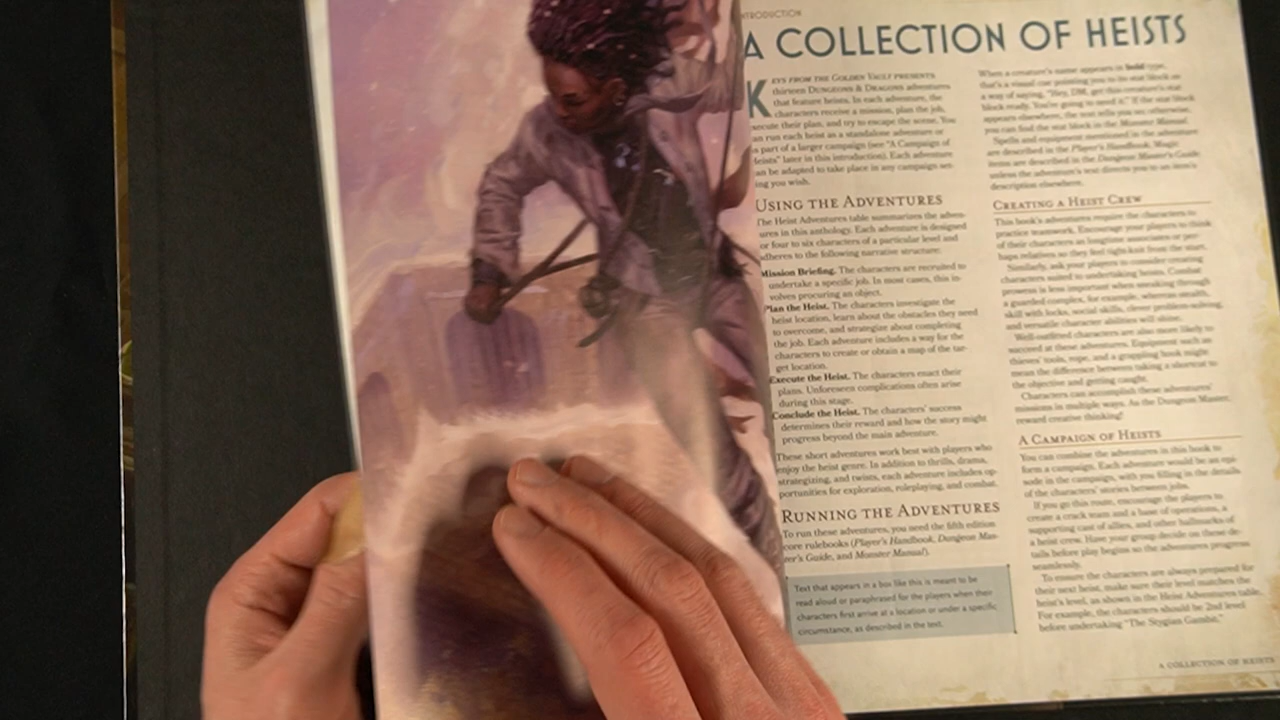 NTRODUCTION
A COLLECTION OF HEISTS
KEYS FROM THE GOLDEN VAULT PRESENTS
thirteen DUNGEONS & DRAGONS adventures
that feature heists. In each adventure, the
characters receive a mission, plan the job,
xecute their plan, and try to escape the scene. You
an run each heist as a standalone adventure or
s part of a larger campaign (see "A Campaign of
Heists" later in this introduction). Each adventure
an be adapted to take place in any campaign set-
ing you wish.
USING THE ADVENTURES
The Heist Adventures table summarizes the adven-
ures in this anthology. Each adventure is designed
or four to six characters of a particular level and
adheres to the following narrative structure:
Mission Briefing. The characters are recruited to
undertake a specific job. In most cases, this in-
volves procuring an object.
Plan the Heist. The characters investigate the
heist location, learn about the obstacles they need
to overcome, and strategize about completing
the job. Each adventure includes a way for the
characters to create or obtain a map of the tar-
get location.
Execute the Heist. The characters enact their
plans. Unforeseen complications often arise
during this stage.
Conclude the Heist. The characters' success
determines their reward and how the story might
progress beyond the main adventure.
These short adventures work best with players who
enjoy the heist genre. In addition to thrills, drama,
strategizing, and twists, each adventure includes op-
portunities for exploration, roleplaying, and combat.
RUNNING THE ADVENTURES
To run these adventures, you need the fifth edition
core rulebooks (Player's Handbook, Dungeon Mas-
ter's Guide, and Monster Manual).
Text that appears in a box like this is meant to be
read aloud or paraphrased for the players when their
characters first arrive at a location or under a specific
circumstance, as described in the text.
When a creature's name appears in bold type,
that's a visual cue pointing you to its stat block as
a way of saying, "Hey, DM, get this creature's stat
block ready. You're going to need it." If the stat block
appears elsewhere, the text tells you so; otherwise,
you can find the stat block in the Monster Manual.
Spells and equipment mentioned in the adventure
are described in the Player's Handbook. Magic
items are described in the Dungeon Master's Guide
unless the adventure's text directs you to an item's
description elsewhere.
CREATING A HEIST CREW
This book's adventures require the characters to
practice teamwork. Encourage your players to think
of their characters as longtime associates or per-
haps relatives so they feel right-knit from the start.
Similarly, ask your players to consider creating
characters suited to undertaking heists. Combat
prowess is less important when sneaking through
a guarded complex, for example, whereas stealth,
skill with locks, social skills, clever problem-solving,
and versatile character abilities will shine.
Well-outfitted characters are also more likely to
succeed at these adventures. Equipment such as
thieves' tools, rope, and a grappling hook might
mean the difference between taking a shortcut to
the objective and getting caught.
Characters can accomplish these adventures'
missions in multiple ways. As the Dungeon Master,
reward creative thinking!
A CAMPAIGN OF HEISTS
You can combine the adventures in this book to
form a campaign. Each adventure would be an epi-
sode in the campaign, with you filling in the details
of the characters' stories between jobs.
If you go this route, encourage the players to
create a crack team and a base of operations, a
supporting cast of allies, and other hallmarks of
a heist crew. Have your group decide on these de-
tails before play begins so the adventures progress
seamlessly.
To ensure the characters are always prepared for
their next heist, make sure their level matches the
heist's level, as shown in the Heist Adventures table.
For example, the characters should be 2nd level
before undertaking "The Stygian Gambit."
A COLLECTION OF HEISTS